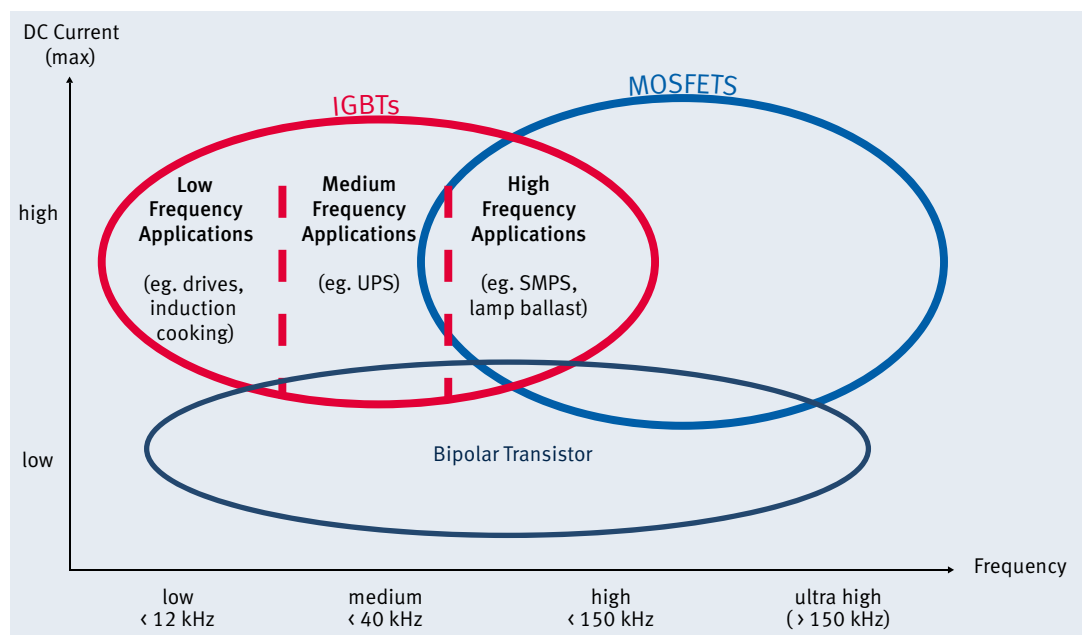 DC Current
(max)
IGBTs
MOSFETS
Low
Frequency
Applications
(eg. drives,
induction
cooking)
Medium
Frequency
Applications
(eg. UPS)
High
Frequency
Applications
(eg. SMPS,
lamp ballast)
high
low
Bipolar Transistor
Frequency
low
< 12 kHz
medium
< 40 kHz
high
< 150 kHz
ultra high
( > 150 kHz)